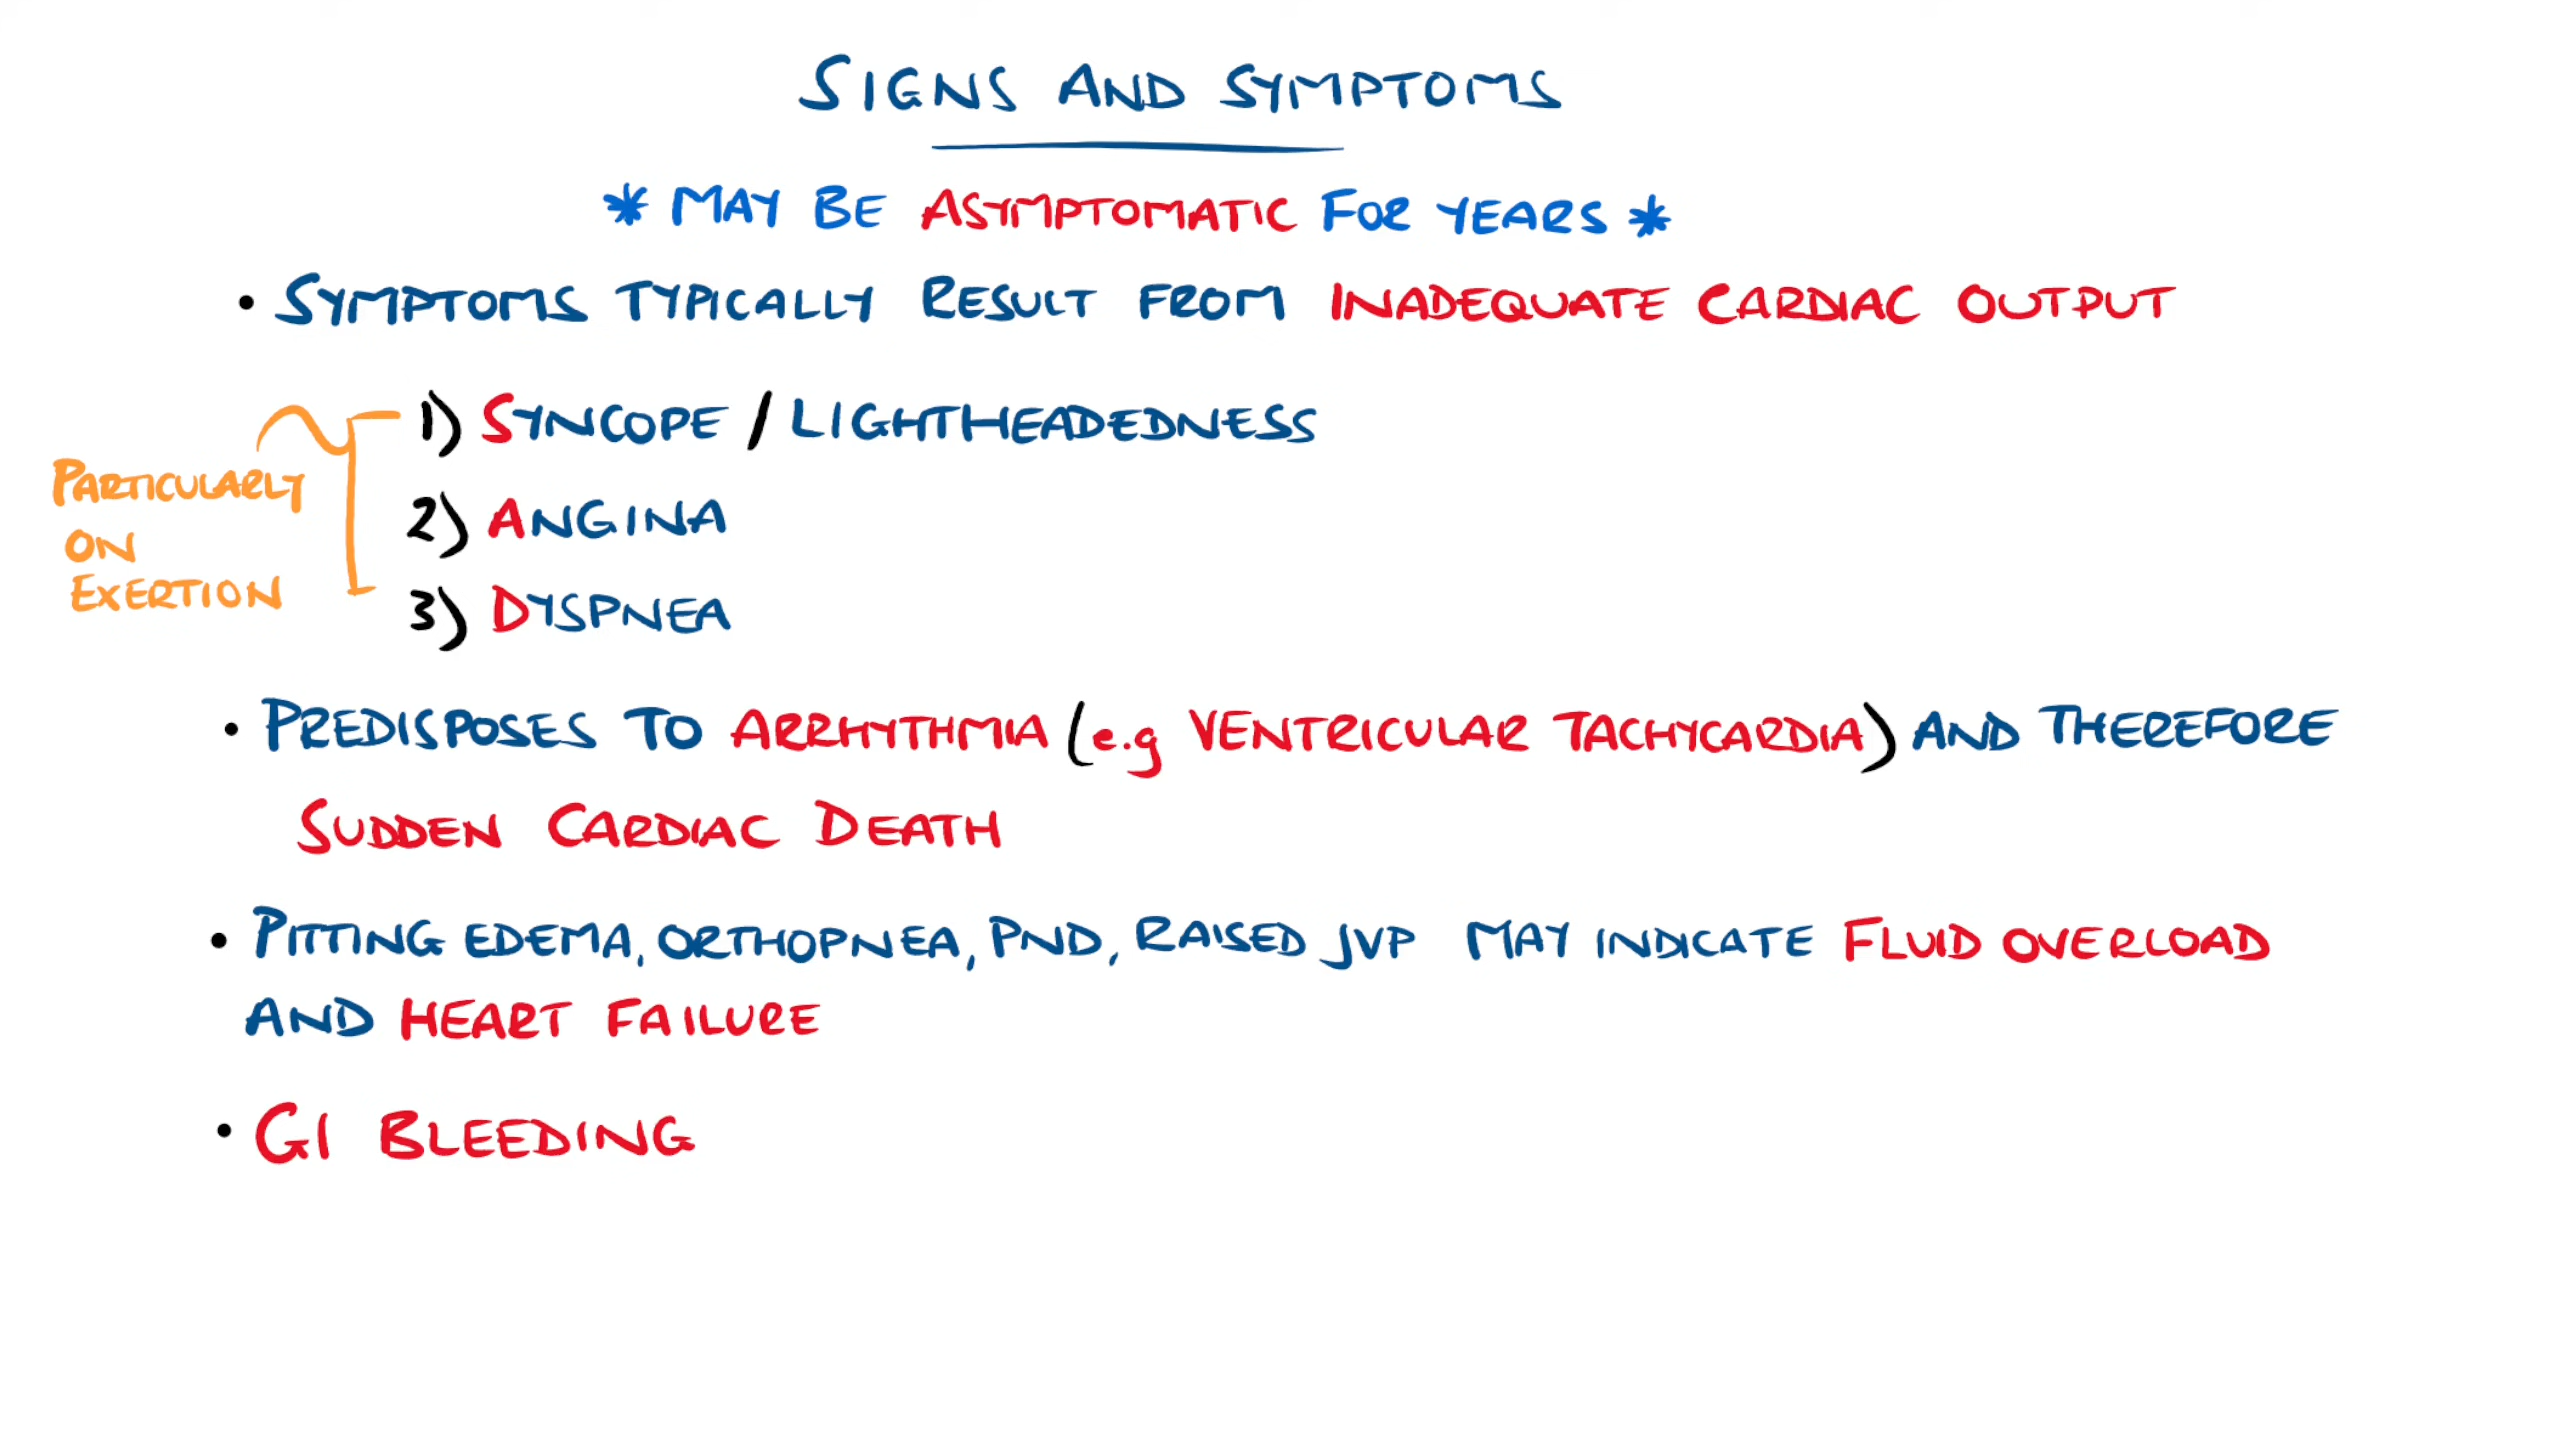 SIGNS AND SYMPTOMS
* MAY BE ASYMPTOMATIC FOR YEARS *
• SYMPTOMS TYPICALLY RESULT FROM INADEQUATE CARDIAC OUTPUT
PARTICULARLY
ON
EXERTION
1) SYNCOPE / LIGHTHEADEDNESS
2) ANGINA
3) DYSPNEA
• PREDISPOSES TO ARRHYTHMIA (e.g VENTRICULAR TACHYCARDIA) AND THEREFORE
SUDDEN CARDIAC DEATH
• PITTING EDEMA, ORTHOPNEA, PND, RAISED JVP MAY INDICATE FLUID OVERLOAD
AND HEART FAILURE
• GI BLEEDING